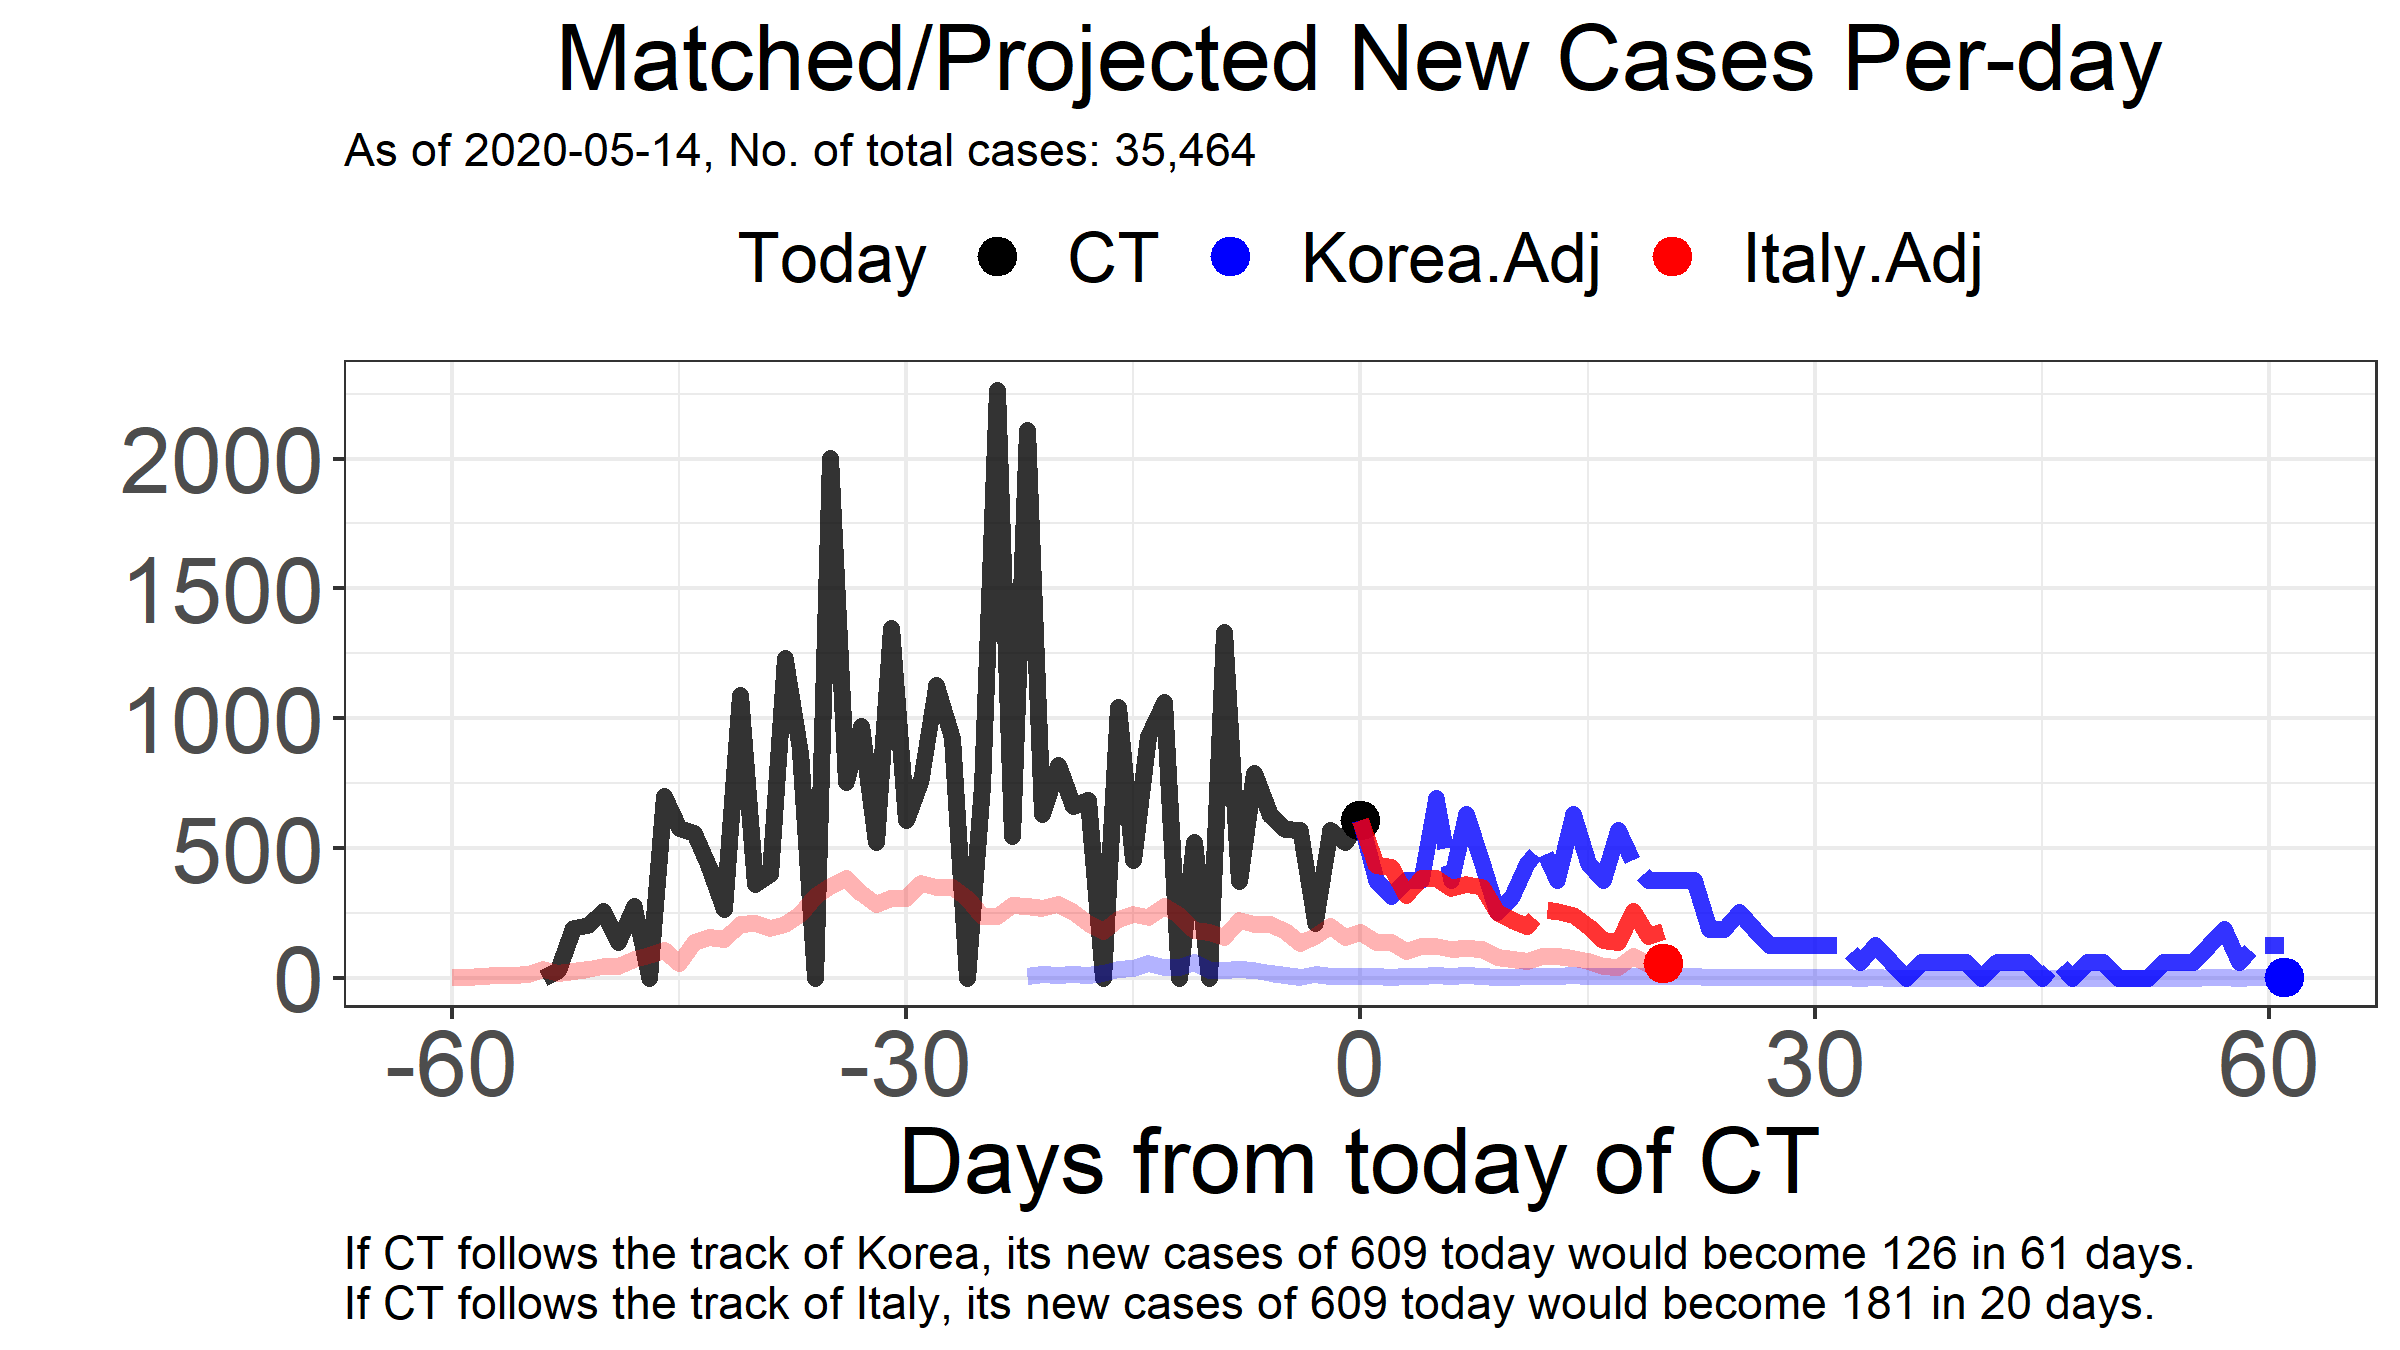 Matched/Projected New Cases Per-day
As of 2020-05-14, No. of total cases: 35,464
Today CT Korea.Adj Italy.Adj
2000
1500
1000
500
0
-60 -30 0 30 60
Days from today of CT
If CT follows the track of Korea, its new cases of 609 today would become 126 in 61 days.
If CT follows the track of Italy, its new cases of 609 today would become 181 in 20 days.